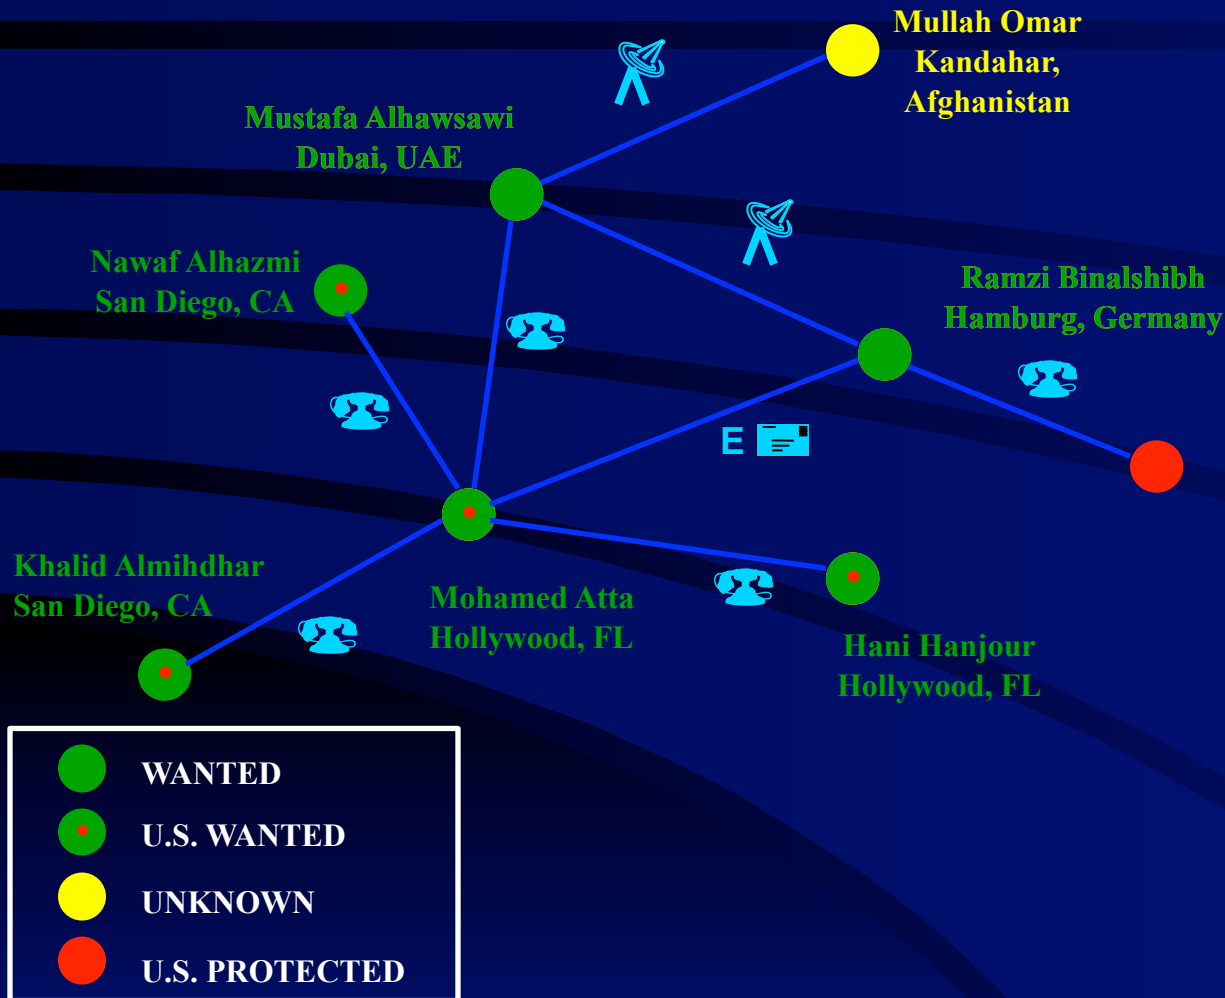 Mullah Omar
Kandahar,
Afghanistan
Mustafa Alhawsawi
Dubai, UAE
Nawaf Alhazmi
San Diego, CA
Ramzi Binalshibh
Hamburg, Germany
E
Khalid Almihdhar
San Diego, CA
Mohamed Atta
Hollywood, FL
Hani Hanjour
Hollywood, FL
WANTED
U.S. WANTED
UNKNOWN
U.S. PROTECTED